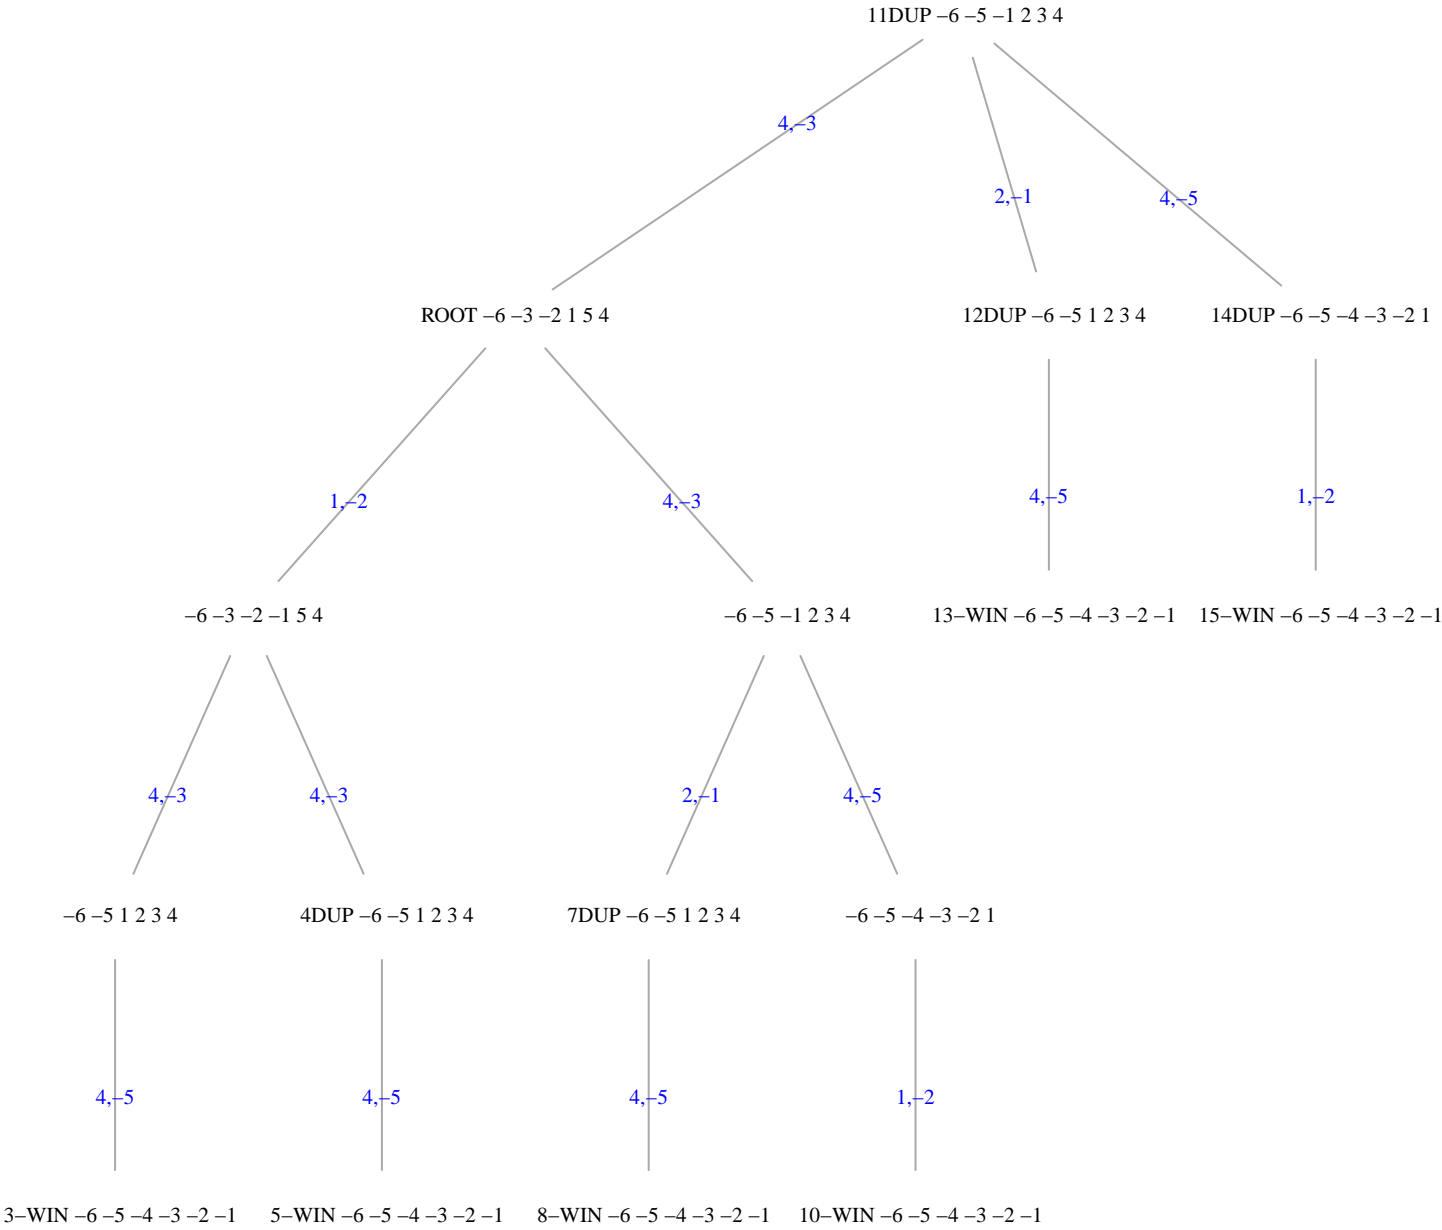 11DUP –6 –5 –1 2 3 4
4,–3
2,–1
4,–5
ROOT –6 –3 –2 1 5 4
12DUP –6 –5 1 2 3 4
14DUP –6 –5 –4 –3 –2 1
1,–2
4,–3
4,–5
1,–2
–6 –3 –2 –1 5 4
–6 –5 –1 2 3 4
13–WIN –6 –5 –4 –3 –2 –1
15–WIN –6 –5 –4 –3 –2 –1
4,–3
4,–3
2,–1
4,–5
–6 –5 1 2 3 4
4DUP –6 –5 1 2 3 4
7DUP –6 –5 1 2 3 4
–6 –5 –4 –3 –2 1
4,–5
4,–5
4,–5
1,–2
3–WIN –6 –5 –4 –3 –2 –1
5–WIN –6 –5 –4 –3 –2 –1
8–WIN –6 –5 –4 –3 –2 –1
10–WIN –6 –5 –4 –3 –2 –1